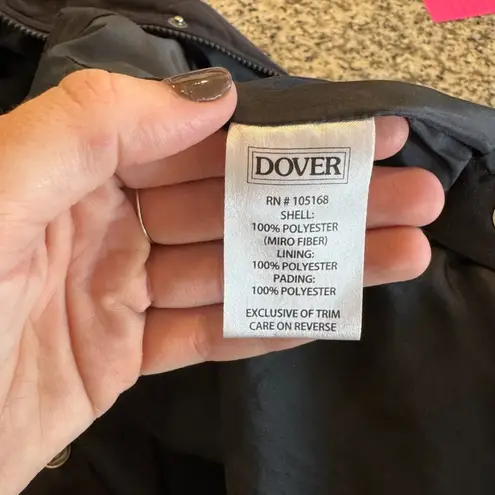 DOVER
RN # 105168
SHELL:
100% POLYESTER
(MIRO FIBER)
LINING:
100% POLYESTER
PADING:
100% POLYESTER
EXCLUSIVE OF TRIM
CARE ON REVERSE